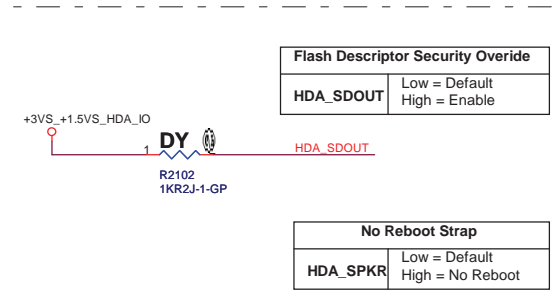 Flash Descriptor Security Overide
HDA_SDOUT
Low = Default
High = Enable
+3VS_+1.5VS_HDA_IO
1
DY
HDA_SDOUT
R2102
1KR2J-1-GP
No Reboot Strap
HDA_SPKR
Low = Default
High = No Reboot